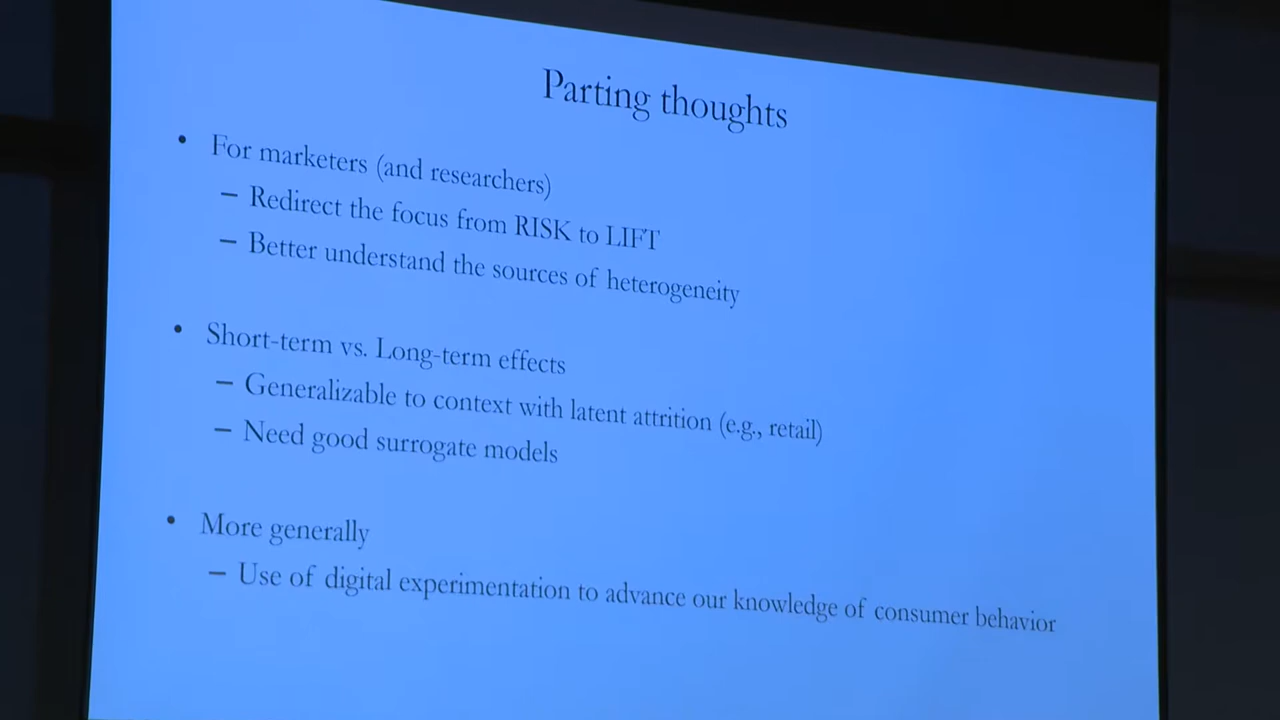 Parting thoughts
• For marketers (and researchers)
– Redirect the focus from RISK to LIFT
– Better understand the sources of heterogeneity
• Short-term vs. Long-term effects
– Generalizable to context with latent attrition (e.g., retail)
– Need good surrogate models
• More generally
– Use of digital experimentation to advance our knowledge of consumer behavior